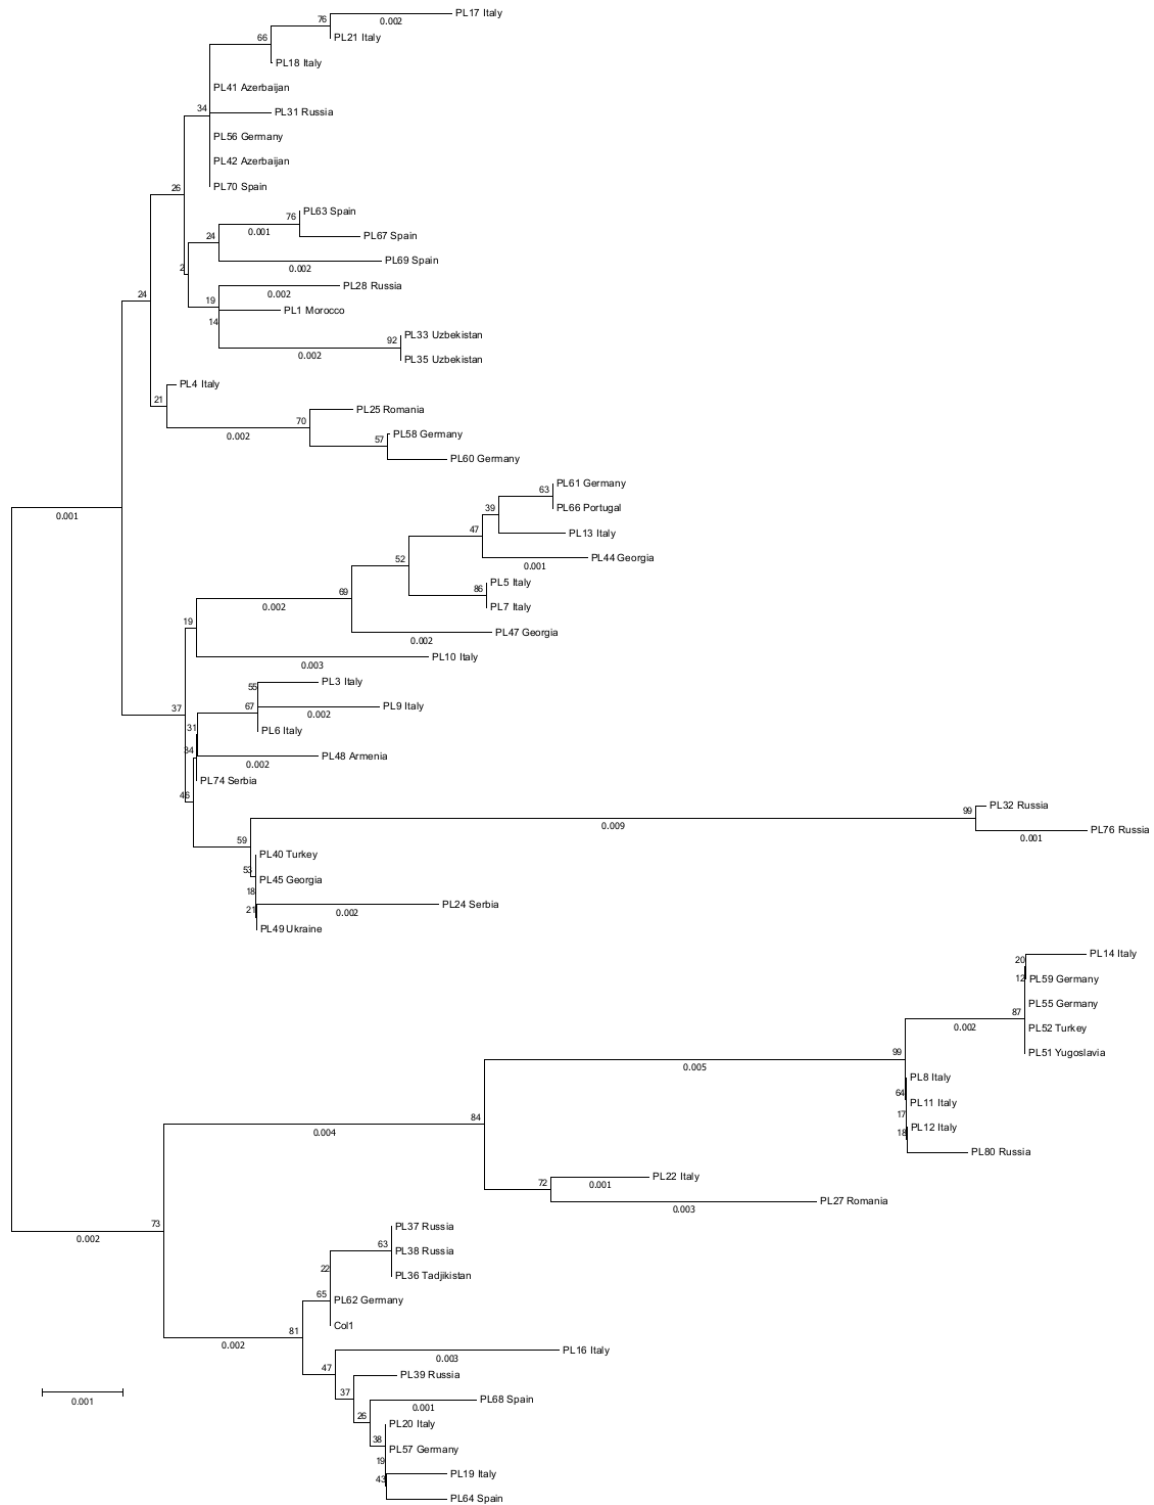 PL17 Italy
76
0.002
PL21 Italy
66
PL18 Italy
PL41 Azerbaijan
34
PL31 Russia
PL56 Germany
PL42 Azerbaijan
26
PL70 Spain
PL63 Spain
76
0.001
24
PL67 Spain
PL69 Spain
2
0.002
24
PL28 Russia
0.002
19
PL1 Morocco
14
PL33 Uzbekistan
92
0.002
PL35 Uzbekistan
PL4 Italy
21
PL25 Romania
70
0.002
PL58 Germany
57
PL60 Germany
PL61 Germany
63
0.001
39
PL66 Portugal
47
PL13 Italy
PL44 Georgia
52
0.001
PL5 Italy
86
69
0.002
PL7 Italy
19
PL47 Georgia
0.002
PL10 Italy
0.003
PL3 Italy
55
67
PL9 Italy
37
0.002
31
PL6 Italy
34
PL48 Armenia
0.002
PL74 Serbia
46
PL32 Russia
99
0.009
PL76 Russia
0.001
59
PL40 Turkey
53
PL45 Georgia
18
PL24 Serbia
21
0.002
PL49 Ukraine
PL14 Italy
20
12
PL59 Germany
PL55 Germany
87
0.002
PL52 Turkey
99
PL51 Yugoslavia
0.005
PL8 Italy
64
PL11 Italy
17
84
PL12 Italy
0.004
18
PL80 Russia
PL22 Italy
72
0.001
PL27 Romania
0.003
73
PL37 Russia
0.002
63
PL38 Russia
22
PL36 Tadjikistan
65
PL62 Germany
81
Col1
0.002
PL16 Italy
0.003
47
PL39 Russia
37
PL68 Spain
0.001
0.001
26
PL20 Italy
38
PL57 Germany
19
PL19 Italy
43
PL64 Spain